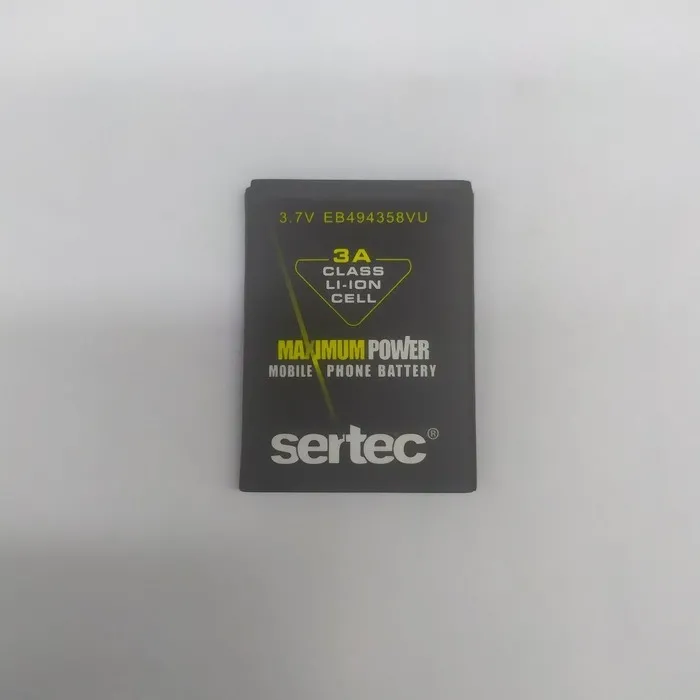 3.7V EB494358VU
3A
CLASS
LI-ION
CELL
MAXIMUM POWER
MOBILE PHONE BATTERY
sertec®